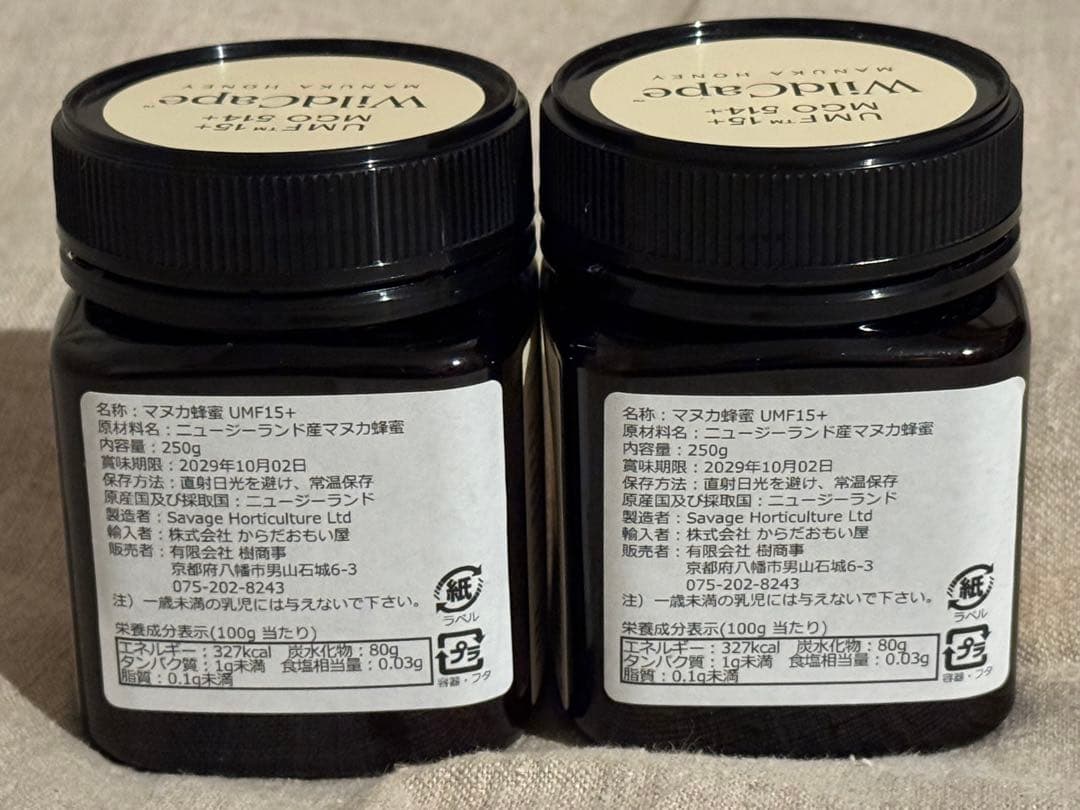 WildCape™
MANUKA HONEY
UMF™ 15+
MGO 514+
WildCape™
MANUKA HONEY
UMF™ 15+
MGO 514+
名称：マヌカ蜂蜜 UMF15+
原材料名：ニュージーランド産マヌカ蜂蜜
内容量：250g
賞味期限：2029年10月02日
保存方法：直射日光を避け、常温保存
原産国及び採取国：ニュージーランド
製造者：Savage Horticulture Ltd
輸入者：株式会社 からだおもい屋
販売者：有限会社 樹商事
京都府八幡市男山石城6-3
075-202-8243
注）一歳未満の乳児には与えないで下さい。
紙
ラベル
栄養成分表示(100g 当たり)
エネルギー：327kcal 炭水化物：80g
タンパク質：1g未満 食塩相当量：0.03g
脂質：0.1g未満
プラ
容器・フタ
名称：マヌカ蜂蜜 UMF15+
原材料名：ニュージーランド産マヌカ蜂蜜
内容量：250g
賞味期限：2029年10月02日
保存方法：直射日光を避け、常温保存
原産国及び採取国：ニュージーランド
製造者：Savage Horticulture Ltd
輸入者：株式会社 からだおもい屋
販売者：有限会社 樹商事
京都府八幡市男山石城6-3
075-202-8243
注）一歳未満の乳児には与えないで下さい。
紙
ラベル
栄養成分表示(100g 当たり)
エネルギー：327kcal 炭水化物：80g
タンパク質：1g未満 食塩相当量：0.03g
脂質：0.1g未満
プラ
容器・フタ